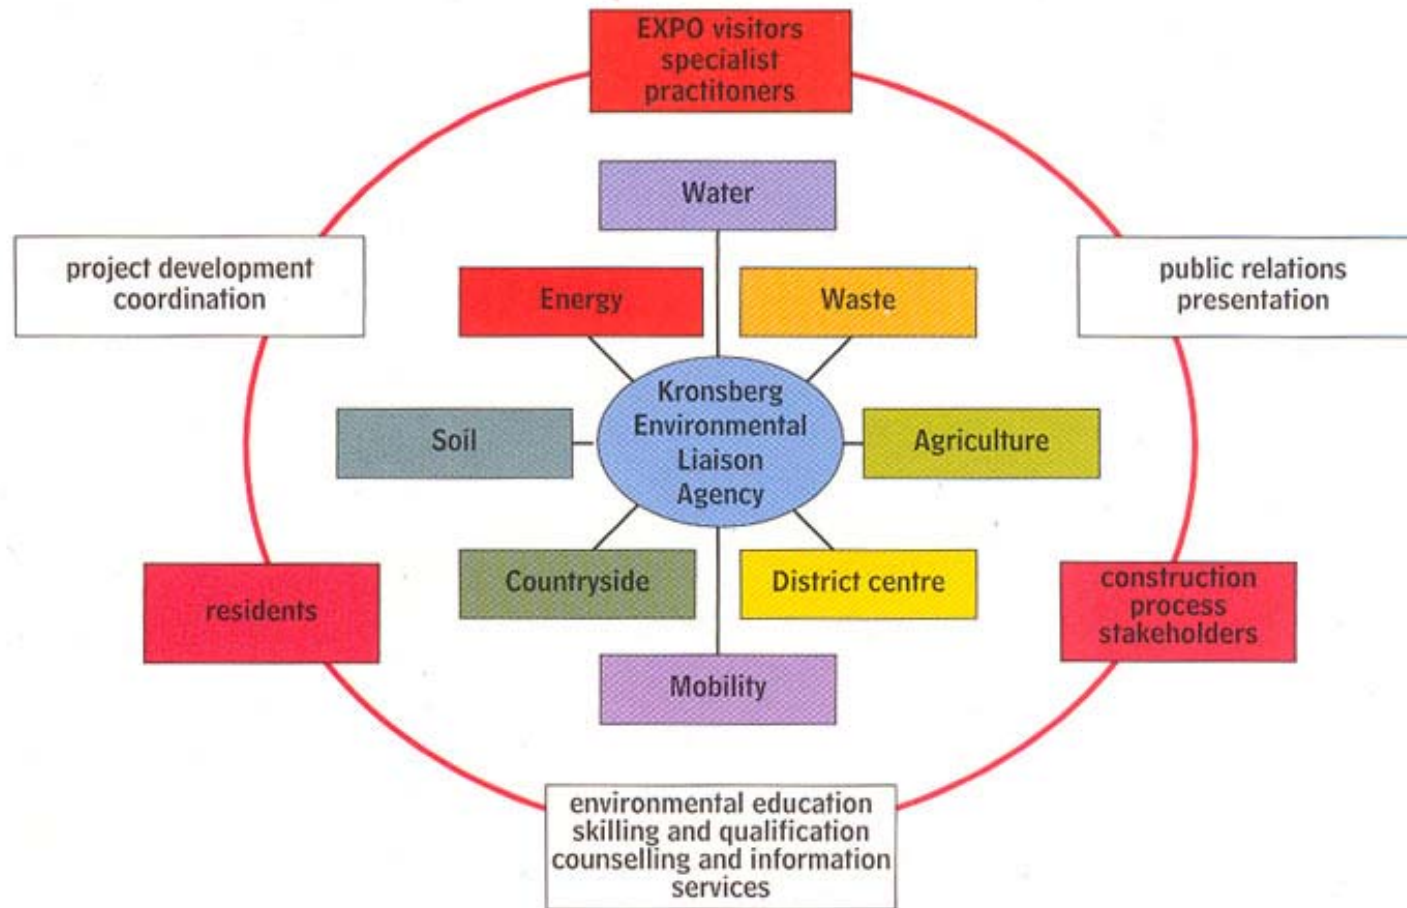 EXPO visitors
specialist
practitoners
Water
project development
coordination
public relations
presentation
Energy
Waste
Kronsberg
Environmental
Liaison
Agency
Soil
Agriculture
Countryside
District centre
residents
construction
process
stakeholders
Mobility
environmental education
skilling and qualification
counselling and information
services